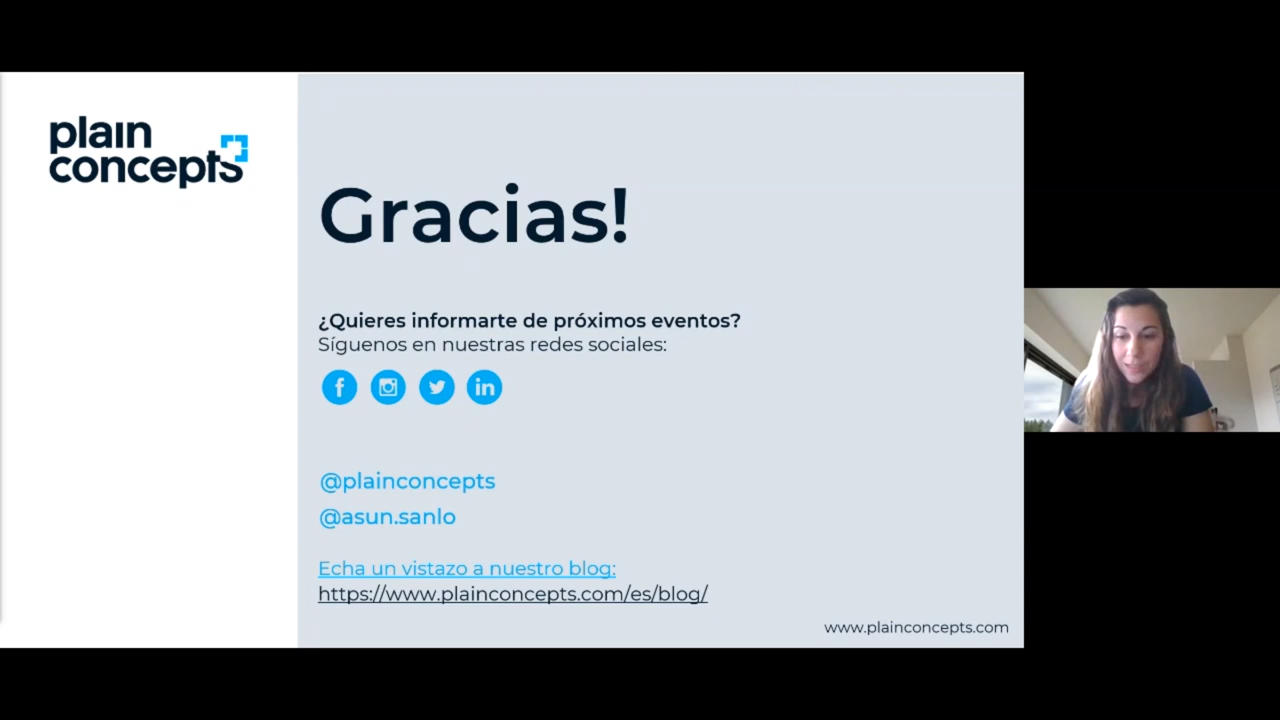 plain
concepts
Gracias!
¿Quieres informarte de próximos eventos?
Síguenos en nuestras redes sociales:
@plainconcepts
@asun.sanlo
Echa un vistazo a nuestro blog:
https://www.plainconcepts.com/es/blog/
www.plainconcepts.com